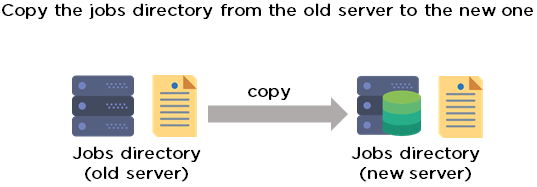 Copy the jobs directory from the old server to the new one
copy
Jobs directory
(old server)
Jobs directory
(new server)